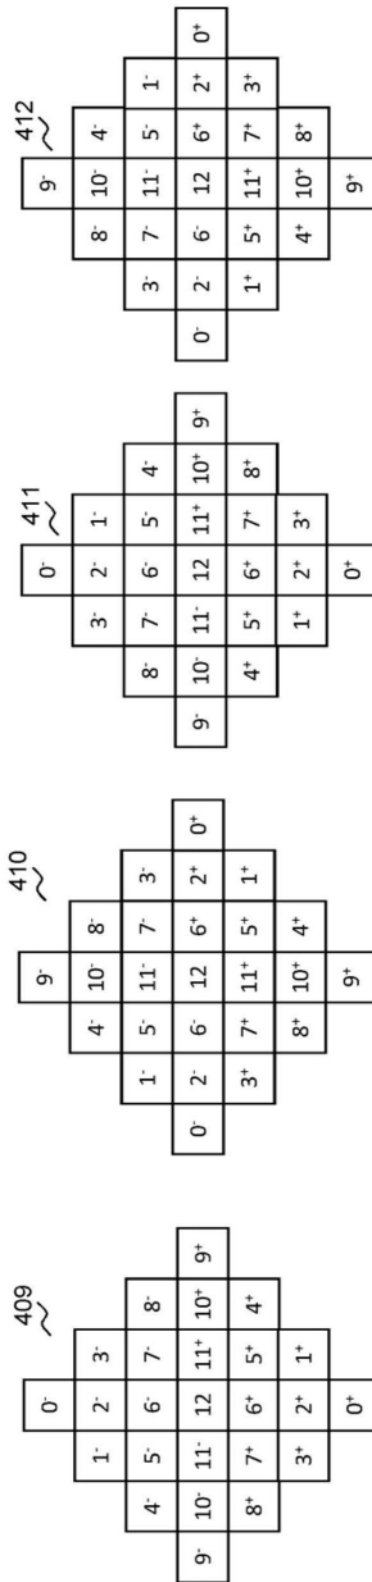 409
0⁻
1⁻ 2⁻ 3⁻
4⁻ 5⁻ 6⁻ 7⁻ 8⁻
9⁻ 10⁻ 11⁻ 12 11⁺ 10⁺ 9⁺
8⁺ 7⁺ 6⁺ 5⁺ 4⁺
3⁺ 2⁺ 1⁺
0⁺
410
9⁻
4⁻ 10⁻ 8⁻
1⁻ 5⁻ 11⁻ 7⁻ 3⁻
0⁻ 2⁻ 6⁻ 12 6⁺ 2⁺ 0⁺
3⁺ 7⁺ 11⁺ 5⁺ 1⁺
8⁺ 10⁺ 4⁺
9⁺
411
0⁻
3⁻ 2⁻ 1⁻
8⁻ 7⁻ 6⁻ 5⁻ 4⁻
9⁻ 10⁻ 11⁻ 12 11⁺ 10⁺ 9⁺
4⁺ 5⁺ 6⁺ 7⁺ 8⁺
1⁺ 2⁺ 3⁺
0⁺
412
9⁻
8⁻ 10⁻ 4⁻
3⁻ 7⁻ 11⁻ 5⁻ 1⁻
0⁻ 2⁻ 6⁻ 12 6⁺ 2⁺ 0⁺
1⁺ 5⁺ 11⁺ 7⁺ 3⁺
4⁺ 10⁺ 8⁺
9⁺